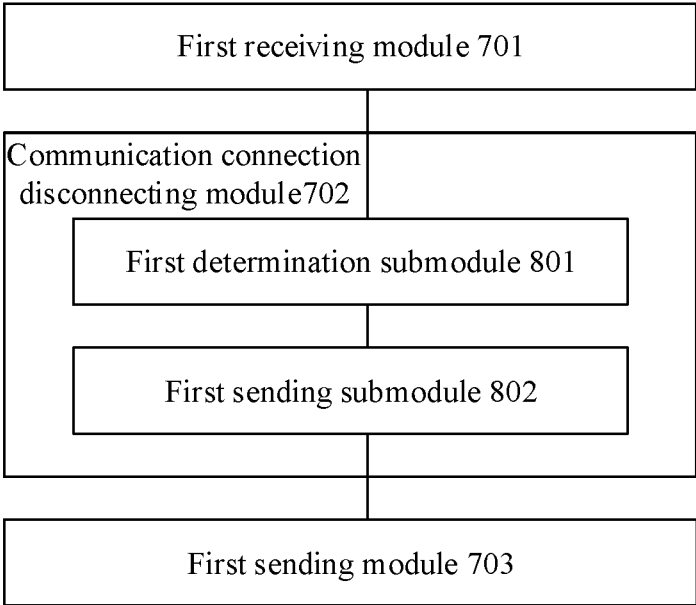 First receiving module 701
Communication connection
disconnecting module702
First determination submodule 801
First sending submodule 802
First sending module 703